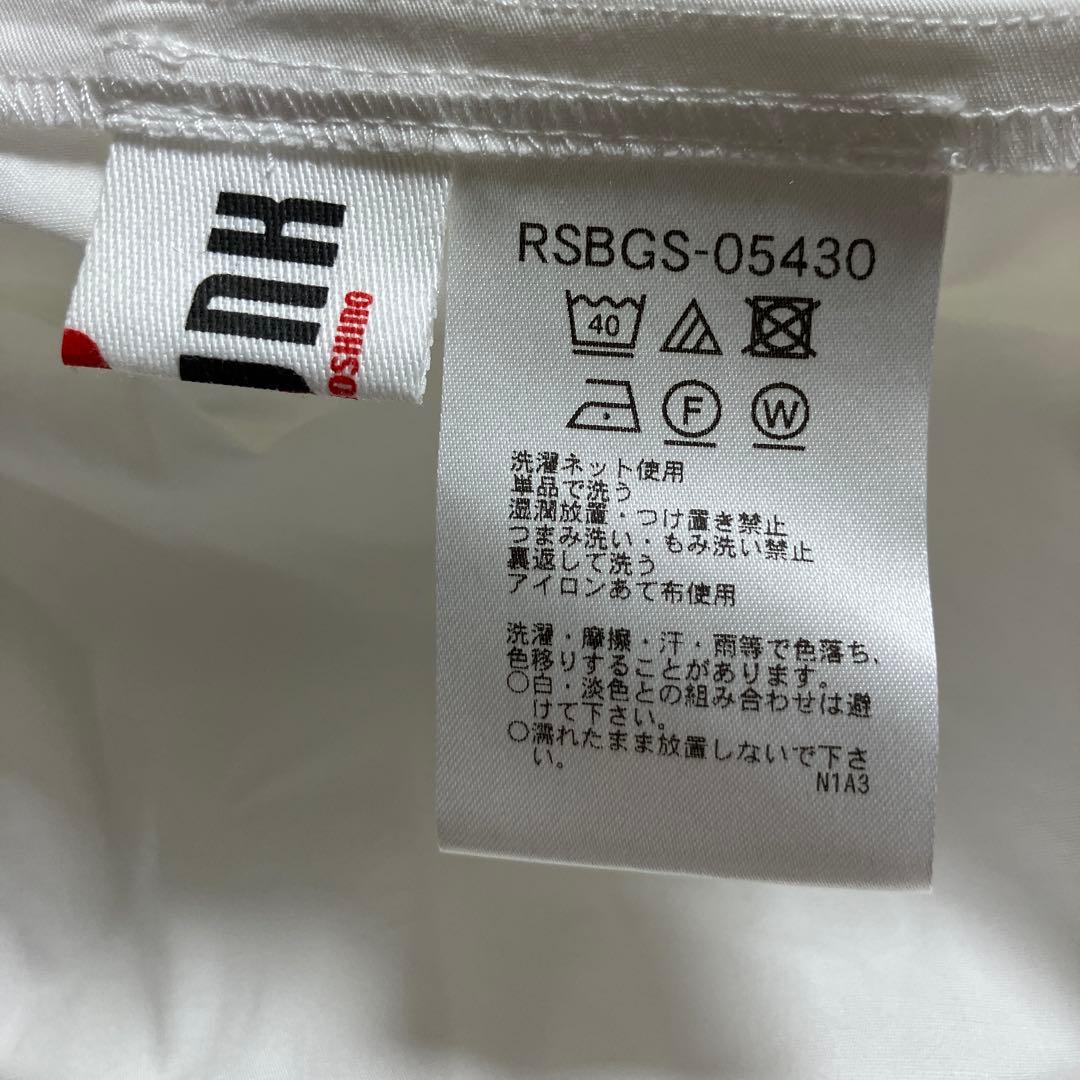 UNK
OSHIDO
RSBGS-05430
40
F W
洗濯ネット使用
単品で洗う
湿潤放置・つけ置き禁止
つまみ洗い・もみ洗い禁止
裏返して洗う
アイロンあて布使用
洗濯・摩擦・汗・雨等で色落ち、
色移りすることがあります。
○白・淡色との組み合わせは避
けて下さい。
○濡れたまま放置しないで下さ
い。
N1A3